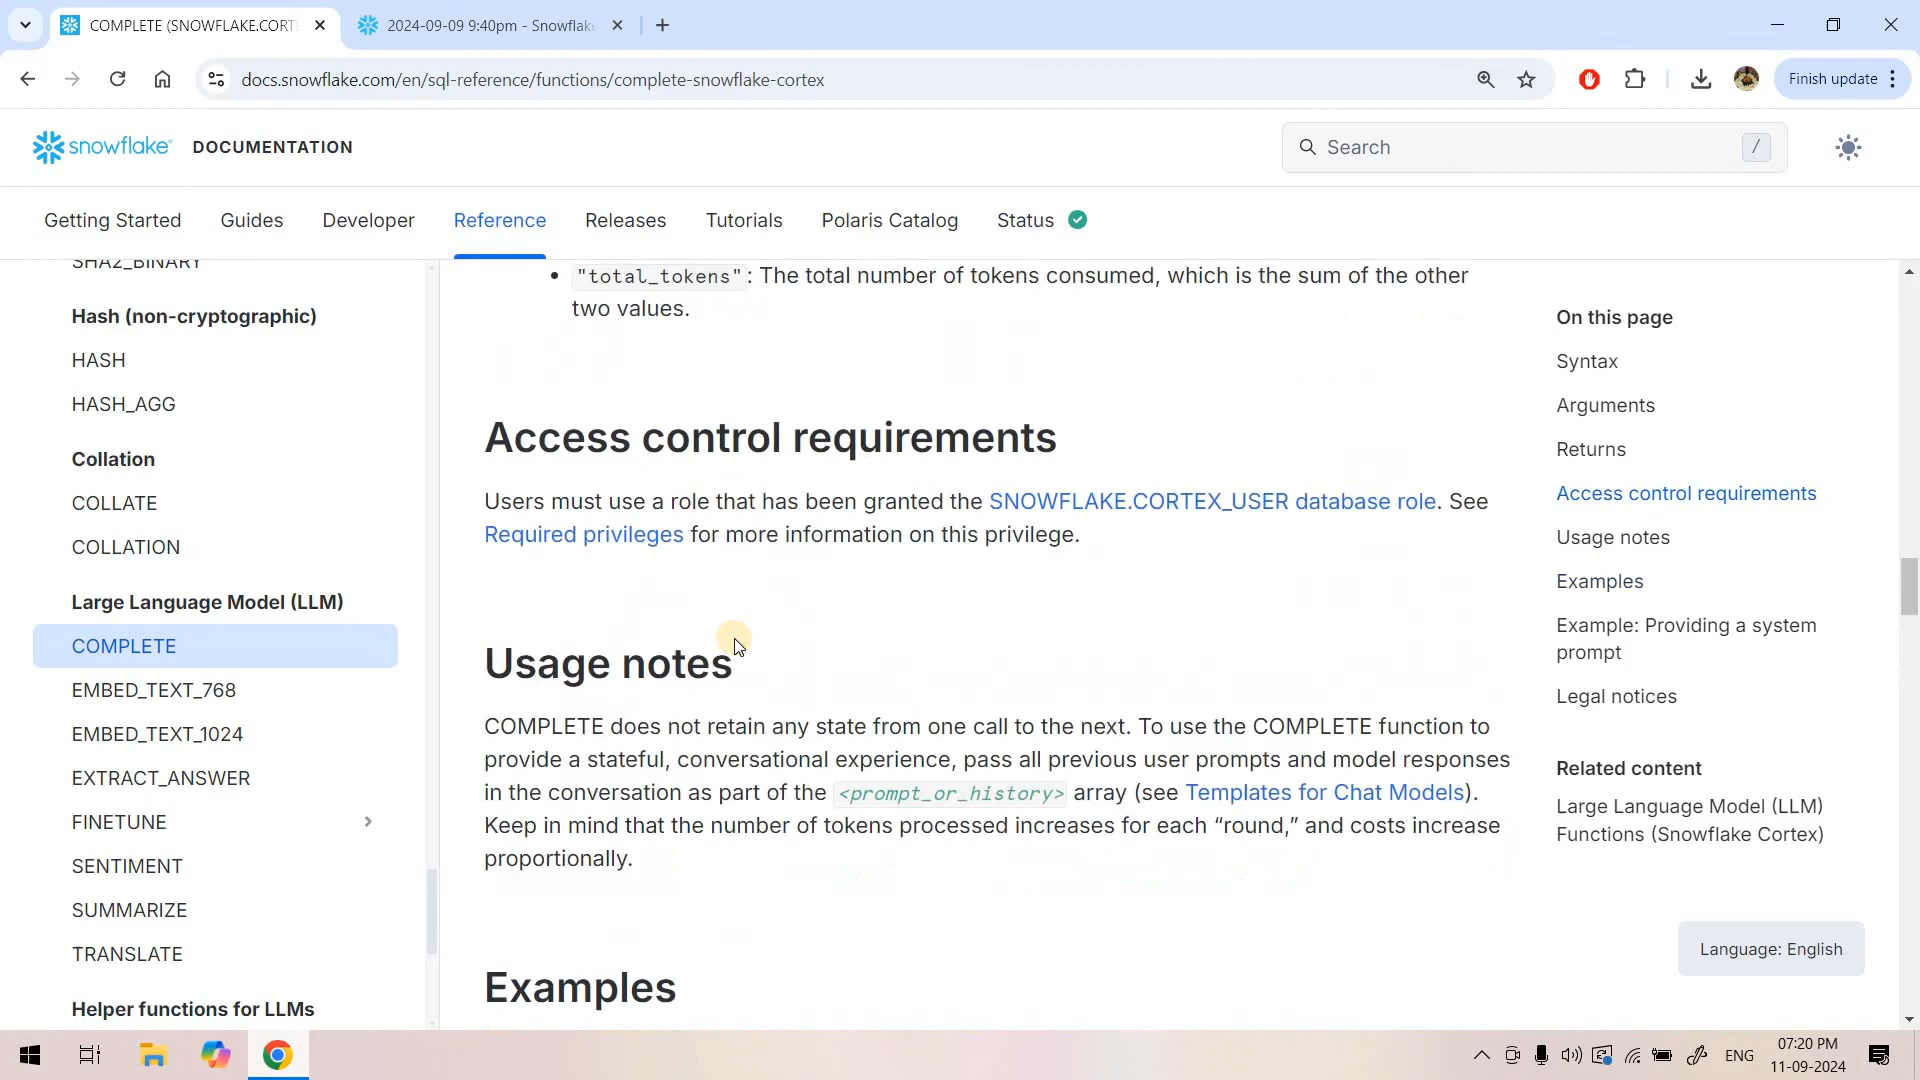 COMPLETE (SNOWFLAKE.CORT
2024-09-09 9:40pm - Snowflak
docs.snowflake.com/en/sql-reference/functions/complete-snowflake-cortex
Finish update
snowflake
DOCUMENTATION
Search
/
Getting Started
Guides
Developer
Reference
Releases
Tutorials
Polaris Catalog
Status
SHA2_BINARY
Hash (non-cryptographic)
HASH
HASH_AGG
Collation
COLLATE
COLLATION
Large Language Model (LLM)
COMPLETE
EMBED_TEXT_768
EMBED_TEXT_1024
EXTRACT_ANSWER
FINETUNE
SENTIMENT
SUMMARIZE
TRANSLATE
Helper functions for LLMs
• "total_tokens": The total number of tokens consumed, which is the sum of the other
two values.
Access control requirements
Users must use a role that has been granted the SNOWFLAKE.CORTEX_USER database role. See
Required privileges for more information on this privilege.
Usage notes
COMPLETE does not retain any state from one call to the next. To use the COMPLETE function to
provide a stateful, conversational experience, pass all previous user prompts and model responses
in the conversation as part of the <prompt_or_history> array (see Templates for Chat Models).
Keep in mind that the number of tokens processed increases for each “round,” and costs increase
proportionally.
Examples
On this page
Syntax
Arguments
Returns
Access control requirements
Usage notes
Examples
Example: Providing a system
prompt
Legal notices
Related content
Large Language Model (LLM)
Functions (Snowflake Cortex)
Language: English
ENG
07:20 PM
11-09-2024